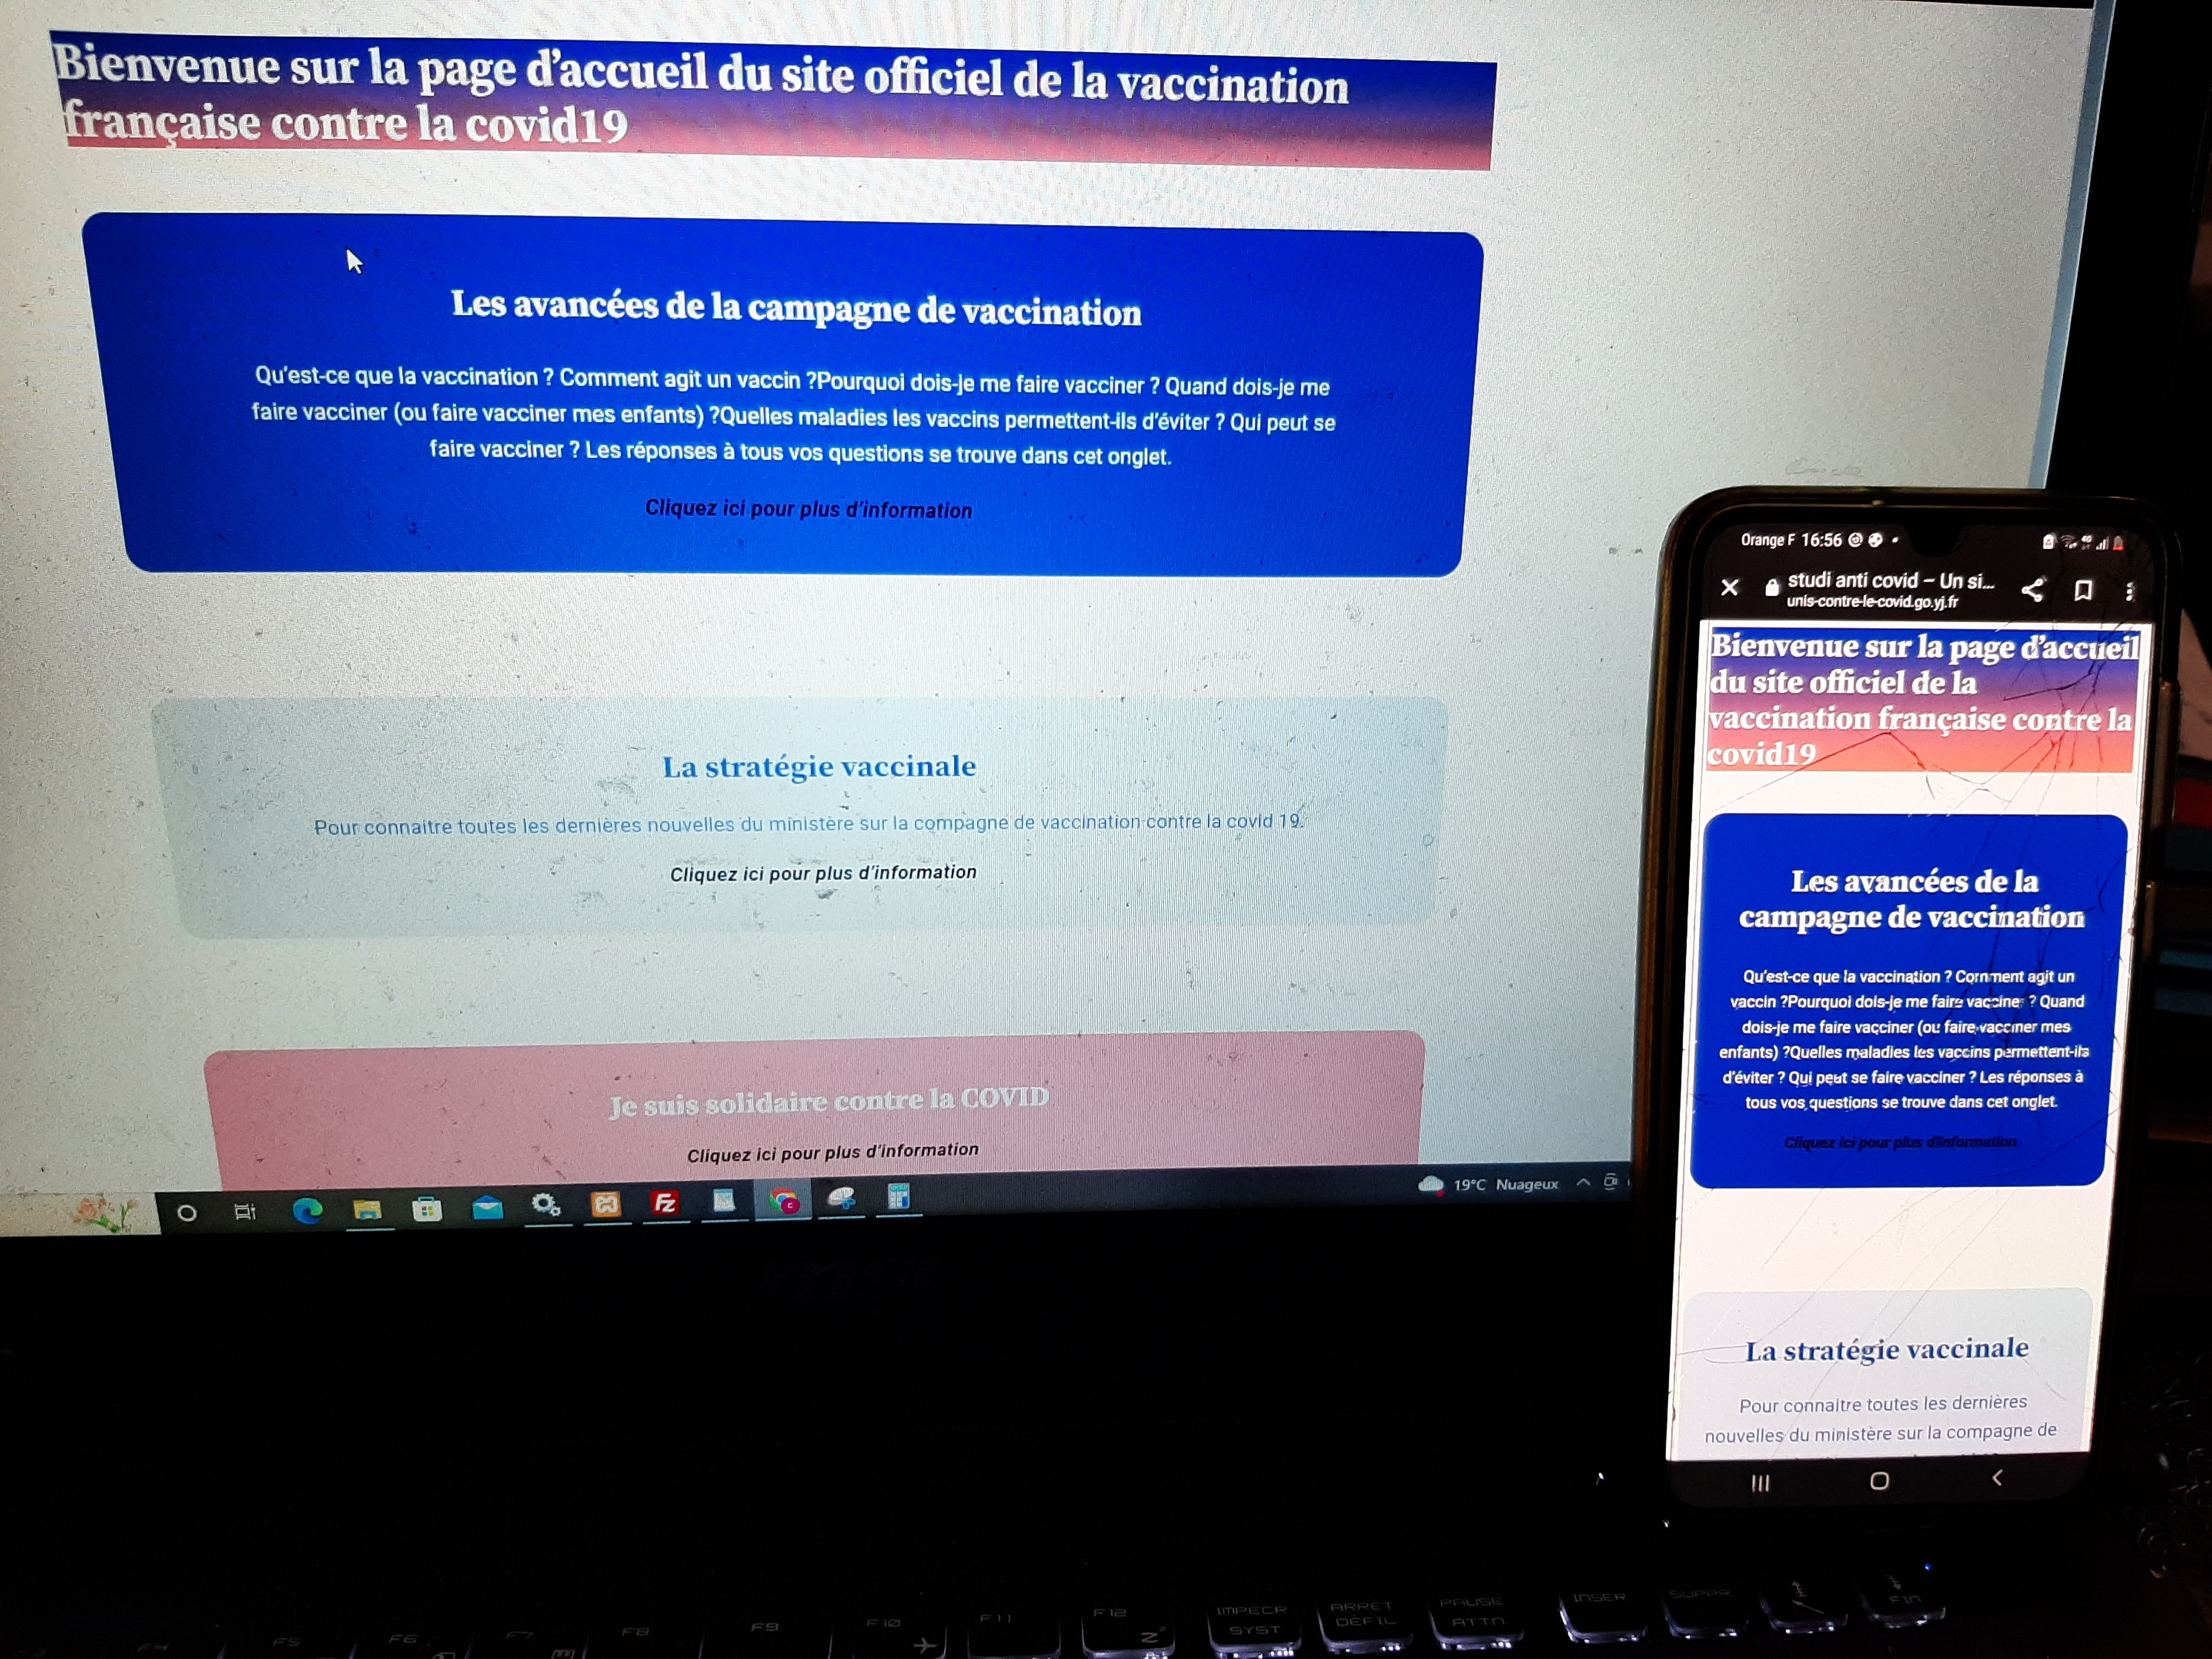 Bienvenue sur la page d'accueil du site officiel de la vaccination
française contre la covid19
Les avancées de la campagne de vaccination
Qu'est-ce que la vaccination ? Comment agit un vaccin ?Pourquoi dois-je me faire vacciner ? Quand dois-je me
faire vacciner (ou faire vacciner mes enfants) ?Quelles maladies les vaccins permettent-ils d'éviter ? Qui peut se
faire vacciner ? Les réponses à tous vos questions se trouve dans cet onglet.
Cliquez ici pour plus d'information
La stratégie vaccinale
Pour connaitre toutes les dernières nouvelles du ministère sur la compagne de vaccination contre la covid 19.
Cliquez ici pour plus d'information
Je suis solidaire contre la COVID
Cliquez ici pour plus d'information
Fz
19°C Nuageux
Orange F 16:56
studi anti covid – Un si...
unis-contre-le-covid.go.yj.fr
Bienvenue sur la page d'accueil
du site officiel de la
vaccination française contre la
covid19
Les avancées de la
campagne de vaccination
Qu'est-ce que la vaccination ? Comment agit un
vaccin ?Pourquoi dois-je me faire vacciner ? Quand
dois-je me faire vacciner (ou faire vacciner mes
enfants) ?Quelles maladies les vaccins permettent-ils
d'éviter ? Qui peut se faire vacciner ? Les réponses à
tous vos questions se trouve dans cet onglet.
Cliquez ici pour plus d'information
La stratégie vaccinale
Pour connaitre toutes les dernières
nouvelles du ministère sur la compagne de
F4 F5 F6 F7 F8 F9 F10 F11 F12
IMPÉCR
SYST
ARRÊT
DÉFIL
PAUSE
ATTN
INSER
SUPPR
FIN